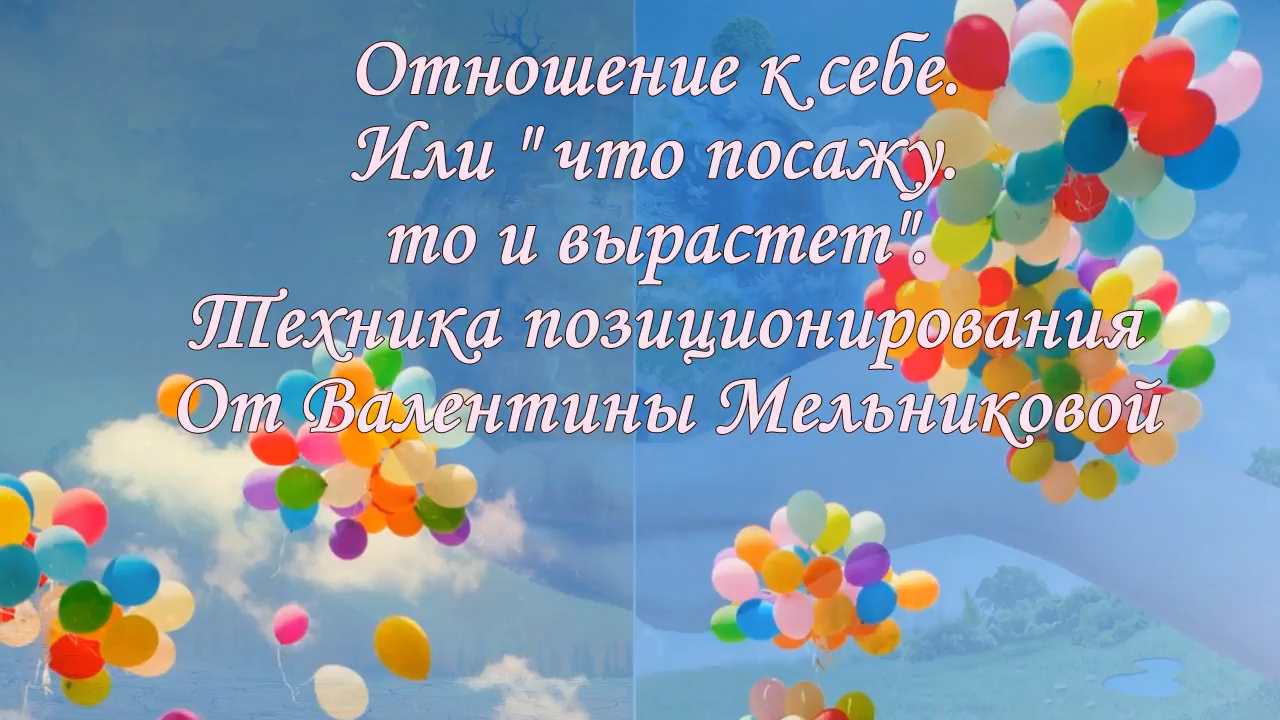 Отношение к себе.
Или " что посажу.
то и вырастет".
Техника позиционирования
От Валентины Мельниковой